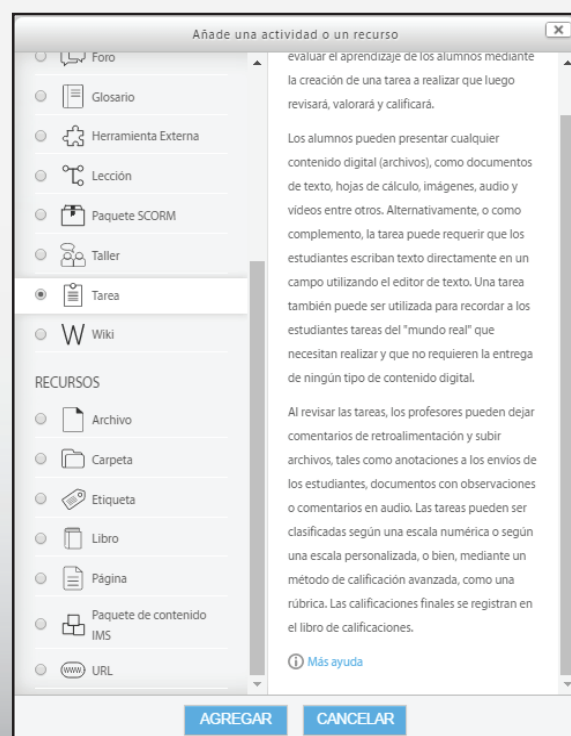 Añade una actividad o un recurso
Foro
Glosario
Herramienta Externa
Lección
Paquete SCORM
Taller
Tarea
Wiki
RECURSOS
Archivo
Carpeta
Etiqueta
Libro
Página
Paquete de contenido
IMS
www
URL
evaluar el aprendizaje de los alumnos mediante
la creación de una tarea a realizar que luego
revisará, valorará y calificará.
Los alumnos pueden presentar cualquier
contenido digital (archivos), como documentos
de texto, hojas de cálculo, imágenes, audio y
vídeos entre otros. Alternativamente, o como
complemento, la tarea puede requerir que los
estudiantes escriban texto directamente en un
campo utilizando el editor de texto. Una tarea
también puede ser utilizada para recordar a los
estudiantes tareas del "mundo real" que
necesitan realizar y que no requieren la entrega
de ningún tipo de contenido digital.
Al revisar las tareas, los profesores pueden dejar
comentarios de retroalimentación y subir
archivos, tales como anotaciones a los envíos de
los estudiantes, documentos con observaciones
o comentarios en audio. Las tareas pueden ser
clasificadas según una escala numérica o según
una escala personalizada, o bien, mediante un
método de calificación avanzada, como una
rúbrica. Las calificaciones finales se registran en
el libro de calificaciones.
Más ayuda
AGREGAR
CANCELAR